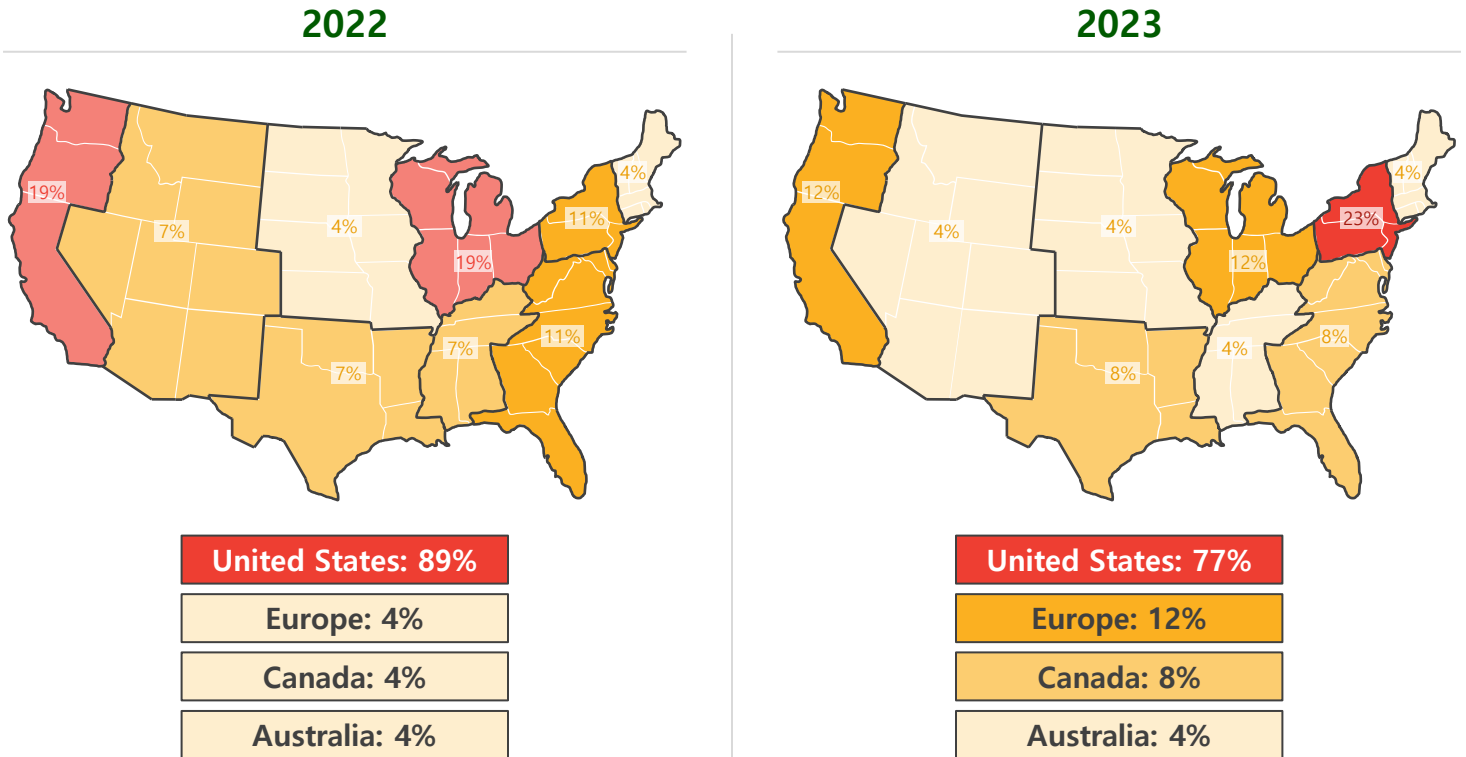 2022
19%
7%
4%
19%
11%
4%
11%
7%
7%
United States: 89%
Europe: 4%
Canada: 4%
Australia: 4%
2023
12%
4%
4%
12%
23%
4%
8%
4%
8%
United States: 77%
Europe: 12%
Canada: 8%
Australia: 4%